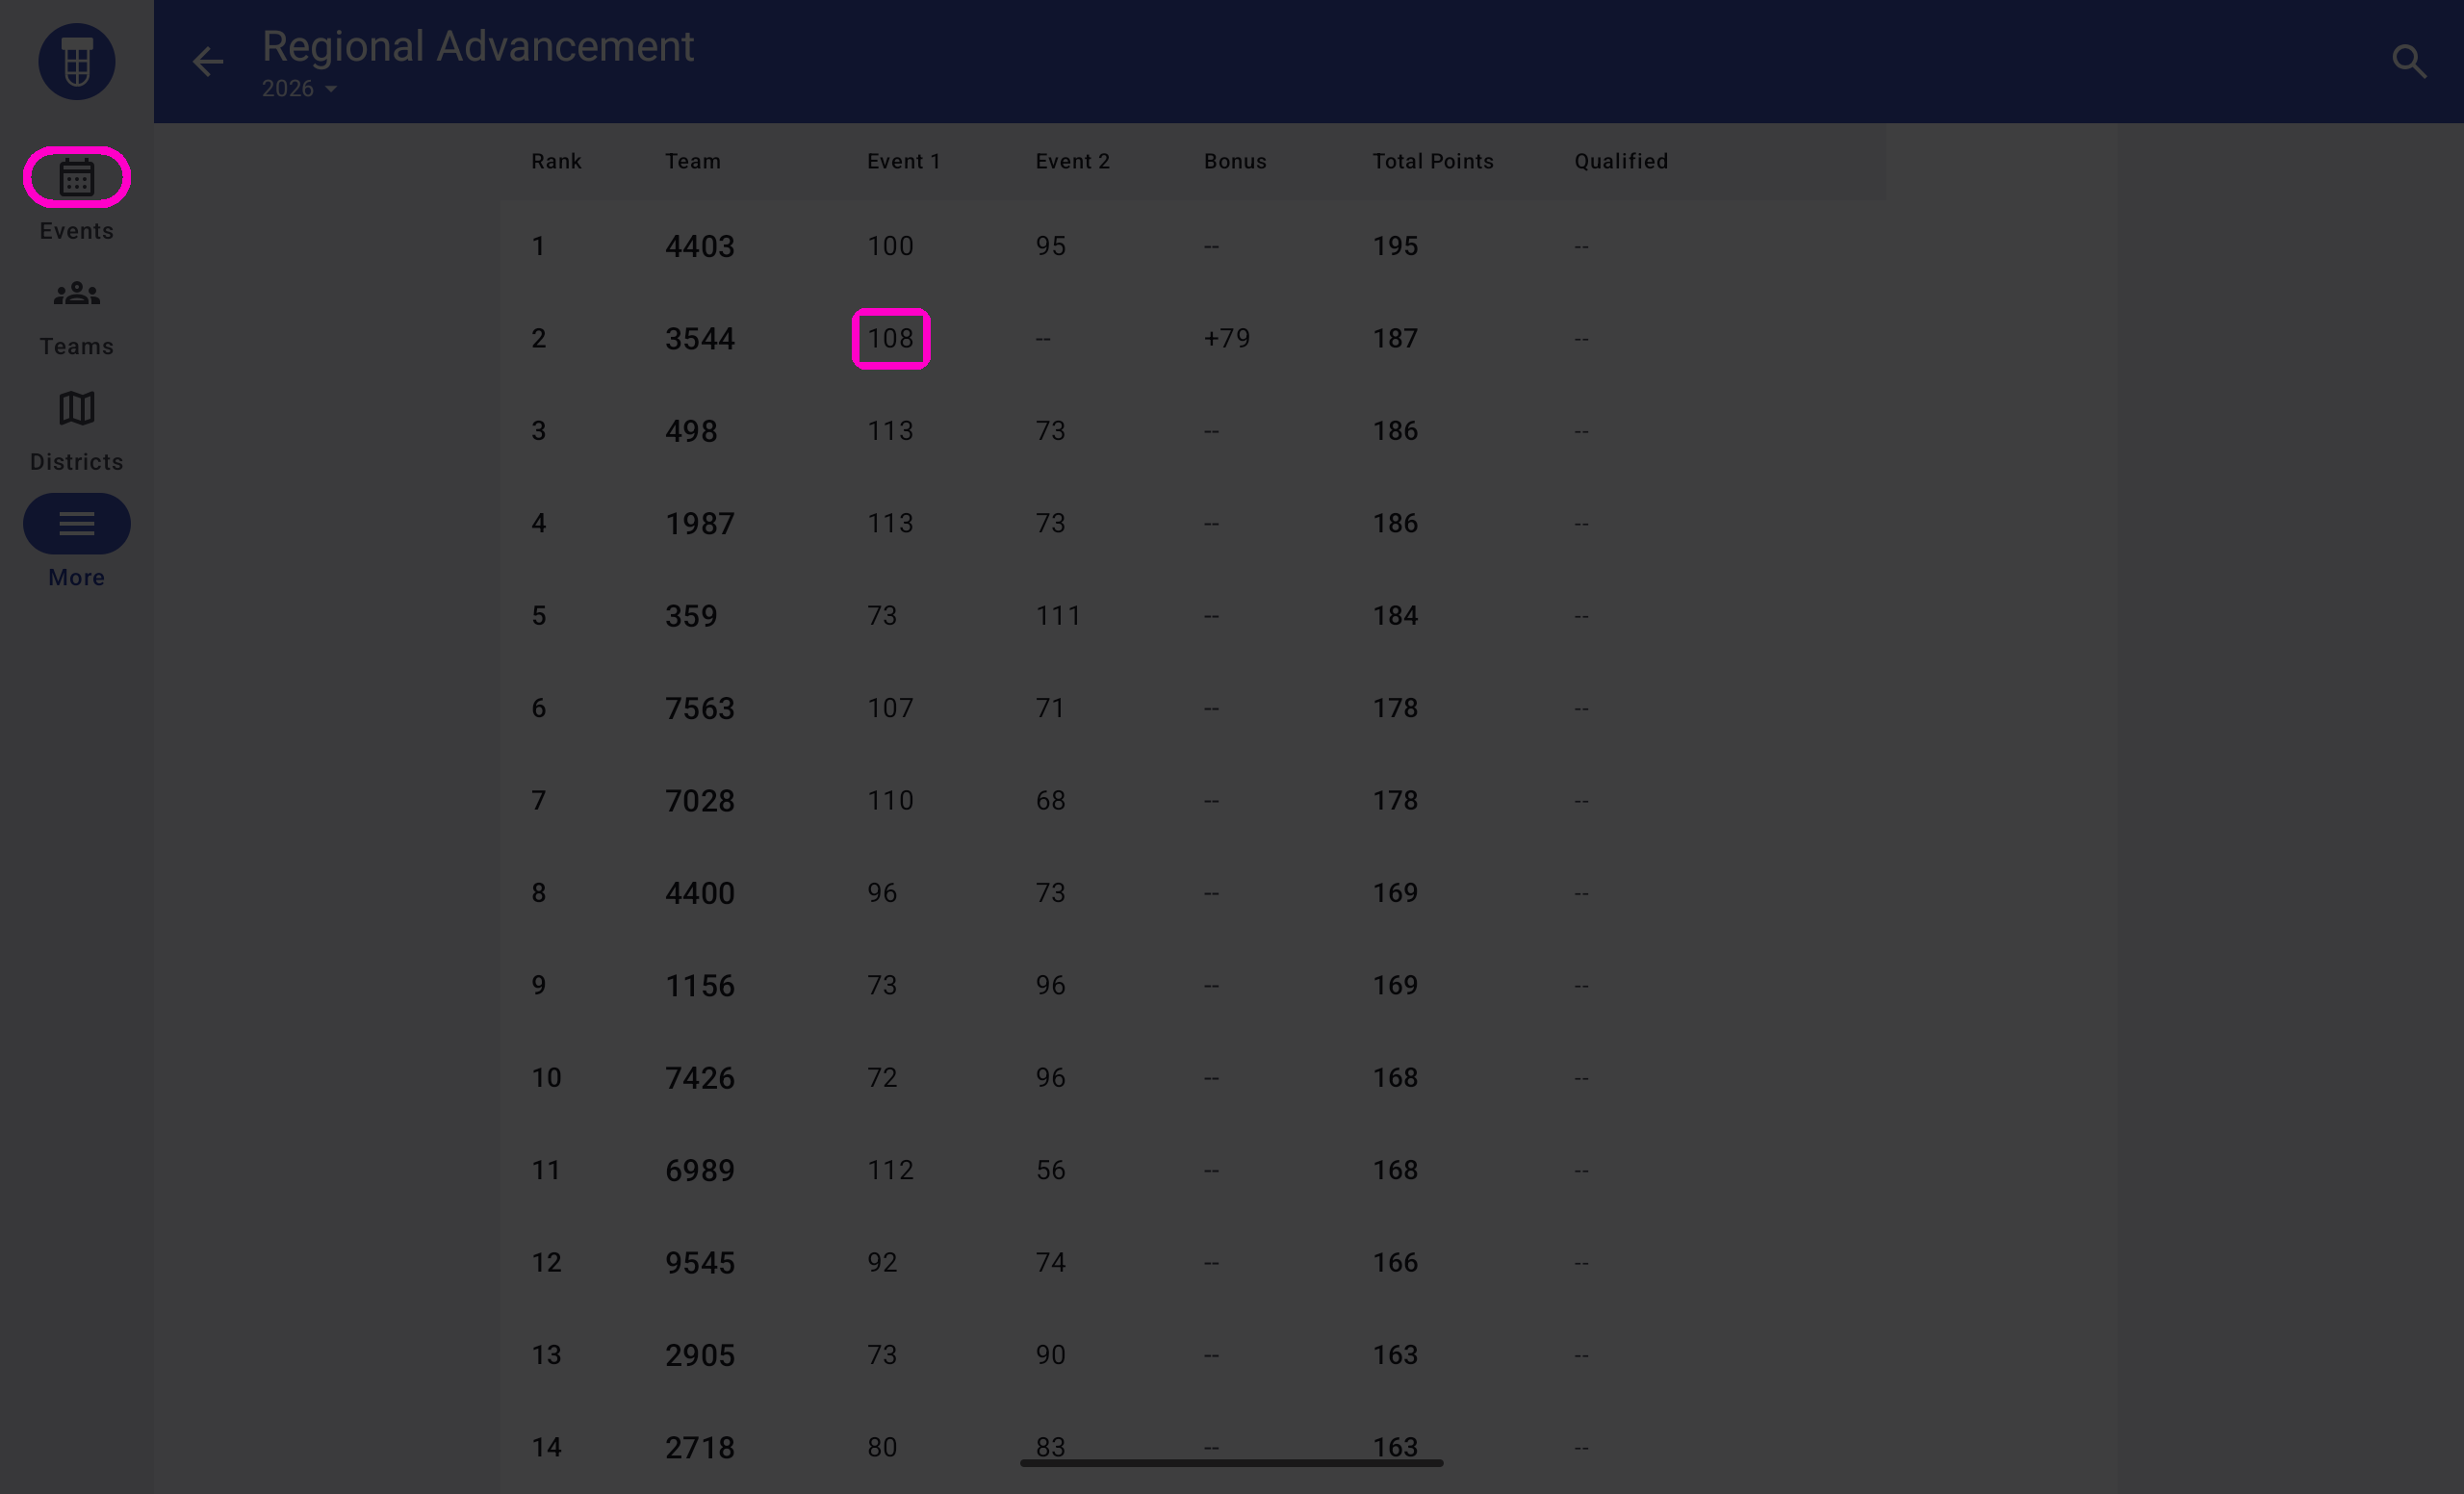 Regional Advancement
2026
Events
Teams
Districts
More
Rank Team Event 1 Event 2 Bonus Total Points Qualified
1 4403 100 95 -- 195 --
2 3544 108 -- +79 187 --
3 498 113 73 -- 186 --
4 1987 113 73 -- 186 --
5 359 73 111 -- 184 --
6 7563 107 71 -- 178 --
7 7028 110 68 -- 178 --
8 4400 96 73 -- 169 --
9 1156 73 96 -- 169 --
10 7426 72 96 -- 168 --
11 6989 112 56 -- 168 --
12 9545 92 74 -- 166 --
13 2905 73 90 -- 163 --
14 2718 80 83 -- 163 --